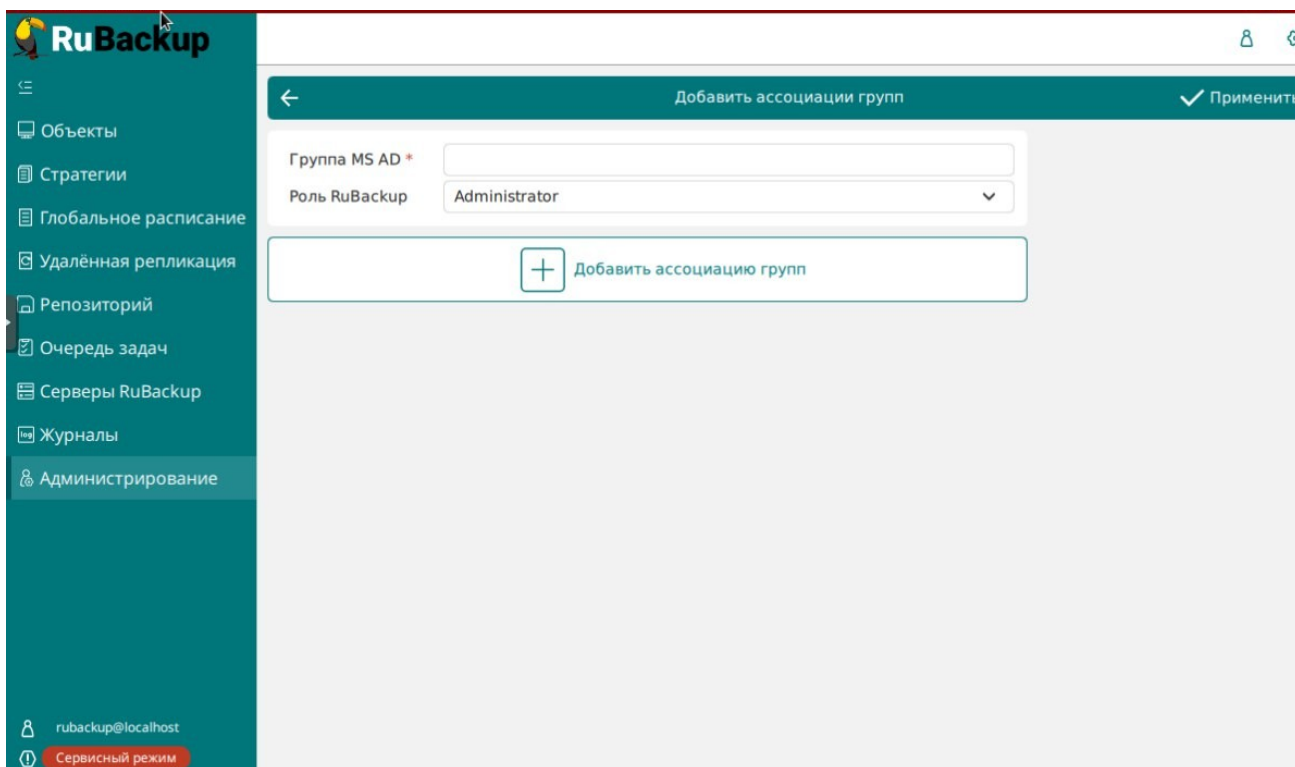 RuBackup
Добавить ассоциации групп
Применить
Объекты
Стратегии
Глобальное расписание
Удалённая репликация
Репозиторий
Очередь задач
Серверы RuBackup
log Журналы
Администрирование
Группа MS AD *
Роль RuBackup Administrator
Добавить ассоциацию групп
rubackup@localhost
Сервисный режим